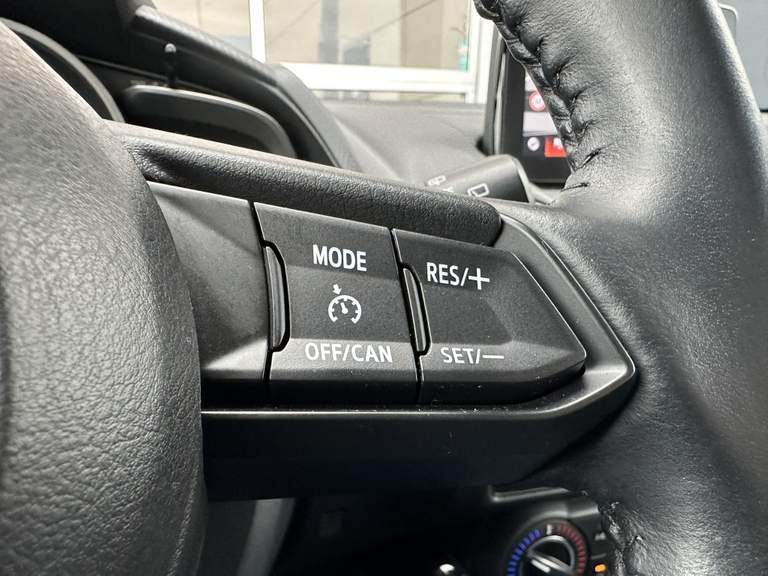 MODE
OFF/CAN
RES/+
SET/—